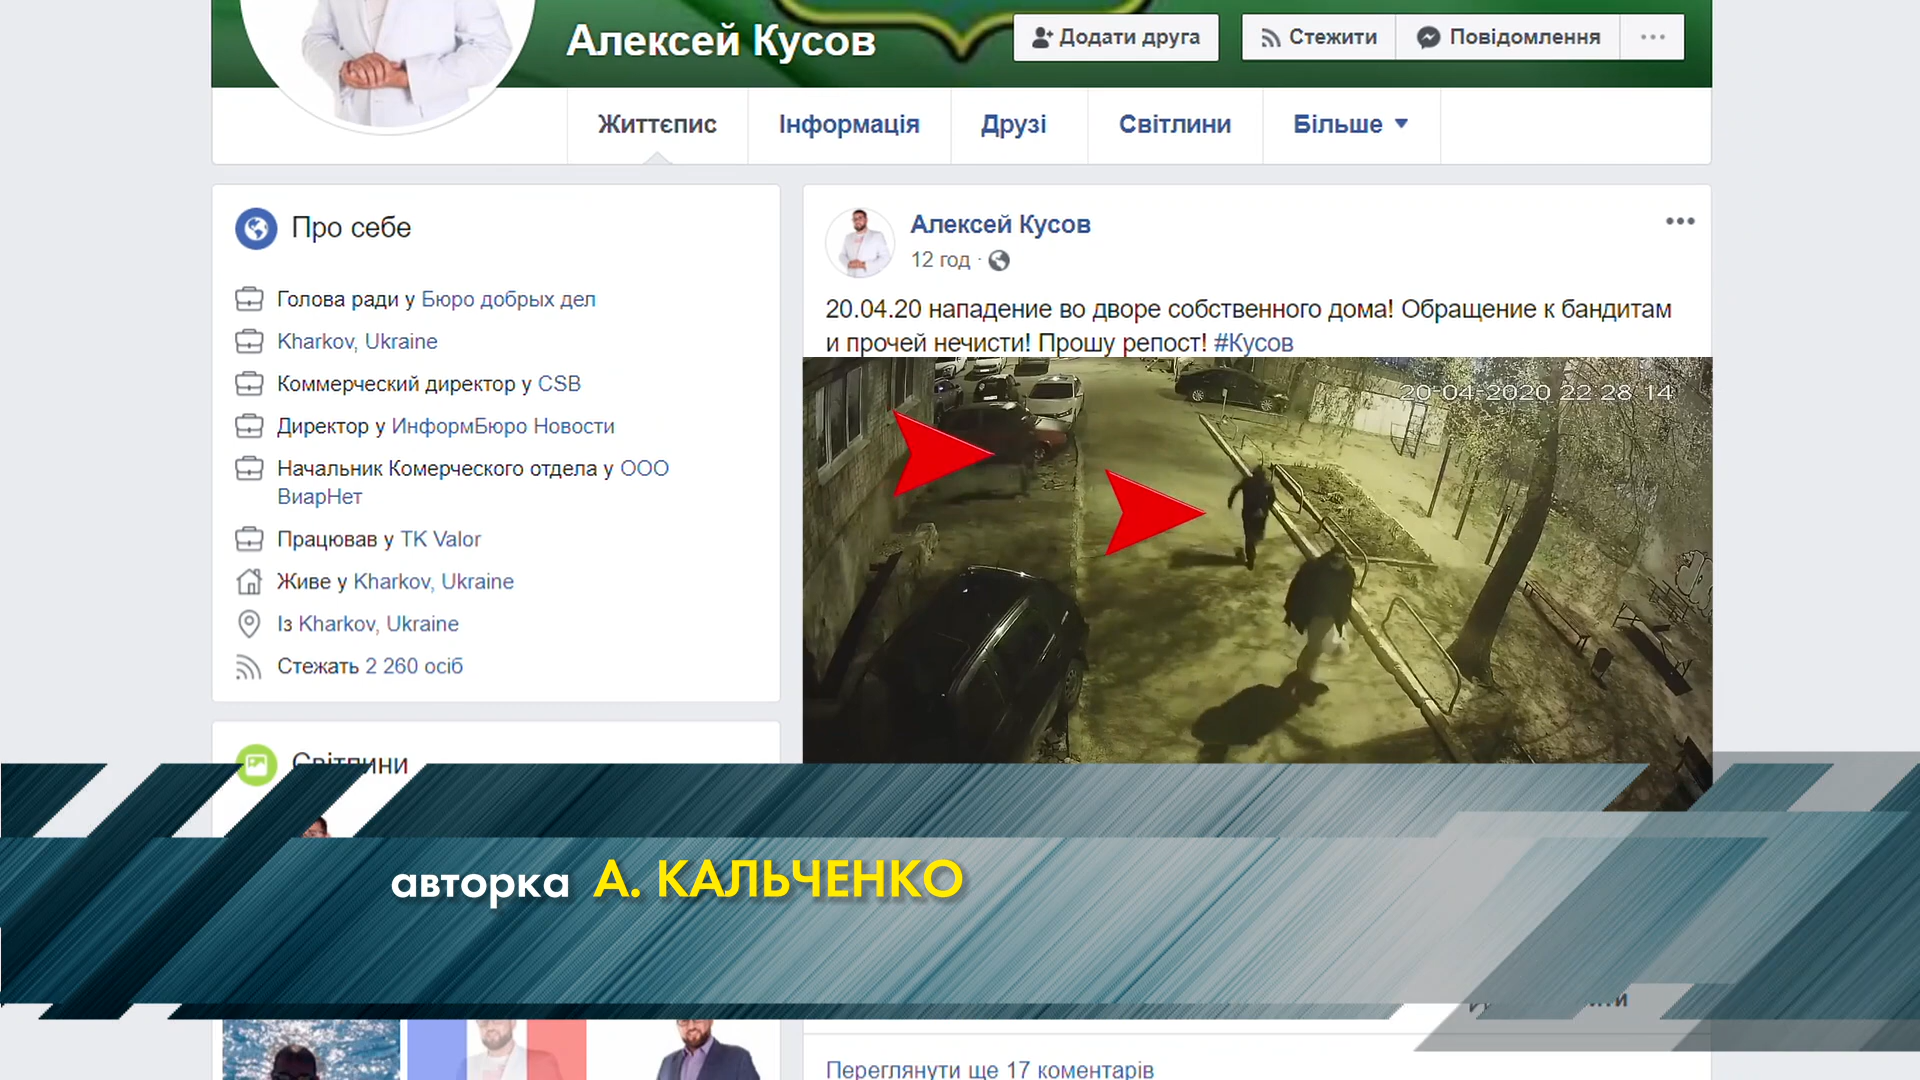 Алексей Кусов
Додати друга
Стежити
Повідомлення
Життєпис
Інформація
Друзі
Світлини
Більше
Про себе
Голова ради у Бюро добрых дел
Kharkov, Ukraine
Коммерческий директор у CSB
Директор у ИнформБюро Новости
Начальник Комерческого отдела у ООО
ВиарНет
Працював у TK Valor
Живе у Kharkov, Ukraine
Із Kharkov, Ukraine
Стежать 2 260 осіб
Світлини
Алексей Кусов
12 год ·
20.04.20 нападение во дворе собственного дома! Обращение к бандитам
и прочей нечисти! Прошу репост! #Кусов
20-04-2020 22 28 14
авторка А. КАЛЬЧЕНКО
Переглянути ще 17 коментарів